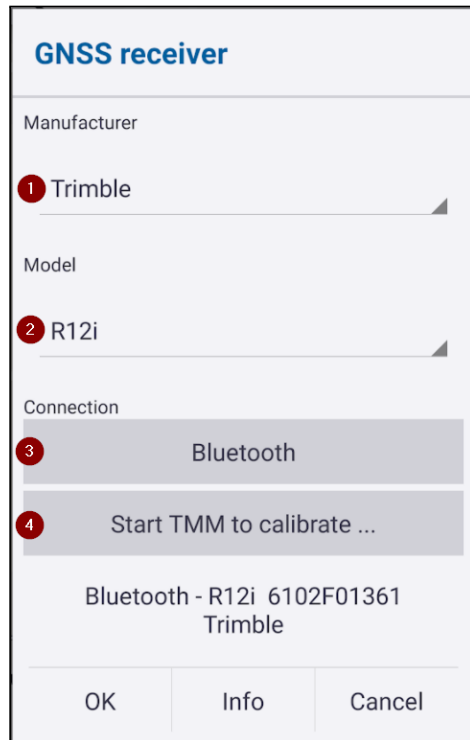 GNSS receiver
Manufacturer
1 Trimble
Model
2 R12i
Connection
3 Bluetooth
4 Start TMM to calibrate ...
Bluetooth - R12i 6102F01361
Trimble
OK Info Cancel